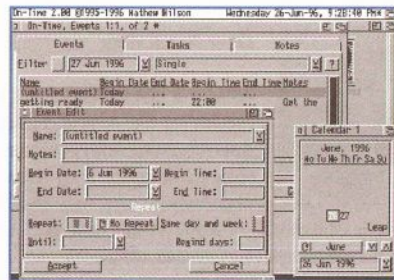 On-Time 2.00 ©1995-1996 Mathew Wilson Wednesday 26-Jun-96, 9:28:40 PM
On-Time, Events 1:1, of 2 #
Events Tasks Notes
Filter 27 Jun 1996 Single ?
Name Begin Date End Date Begin Time End Time Notes
(untitled event) Today ... ... ...
getting ready Today ... 22:00 ... Get the
Event Edit
Name: (untitled event)
Notes:
Begin Date: 6 Jun 1996 Begin Time:
End Date: End Time:
Repeat
Repeat: No Repeat Same day and week:
Until: Remind days:
Accept Cancel
Calendar 1
June, 1996
Mo Tu We Th Fr Sa Su
27
Leap
June
26 Jun 1996